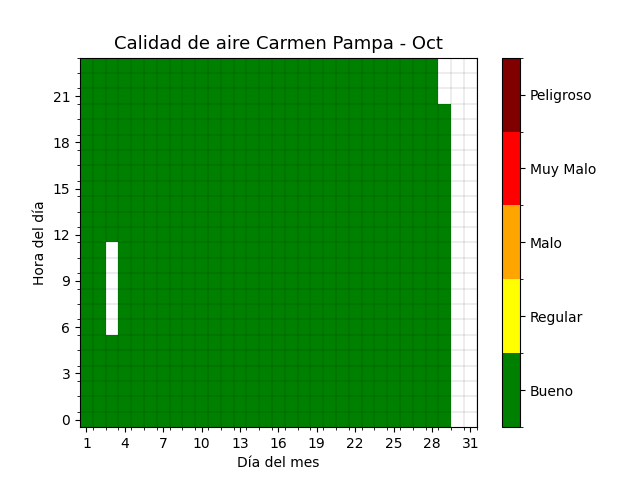 Calidad de aire Carmen Pampa - Oct
Hora del día
21
18
15
12
9
6
3
0
1 4 7 10 13 16 19 22 25 28 31
Día del mes
Peligroso
Muy Malo
Malo
Regular
Bueno